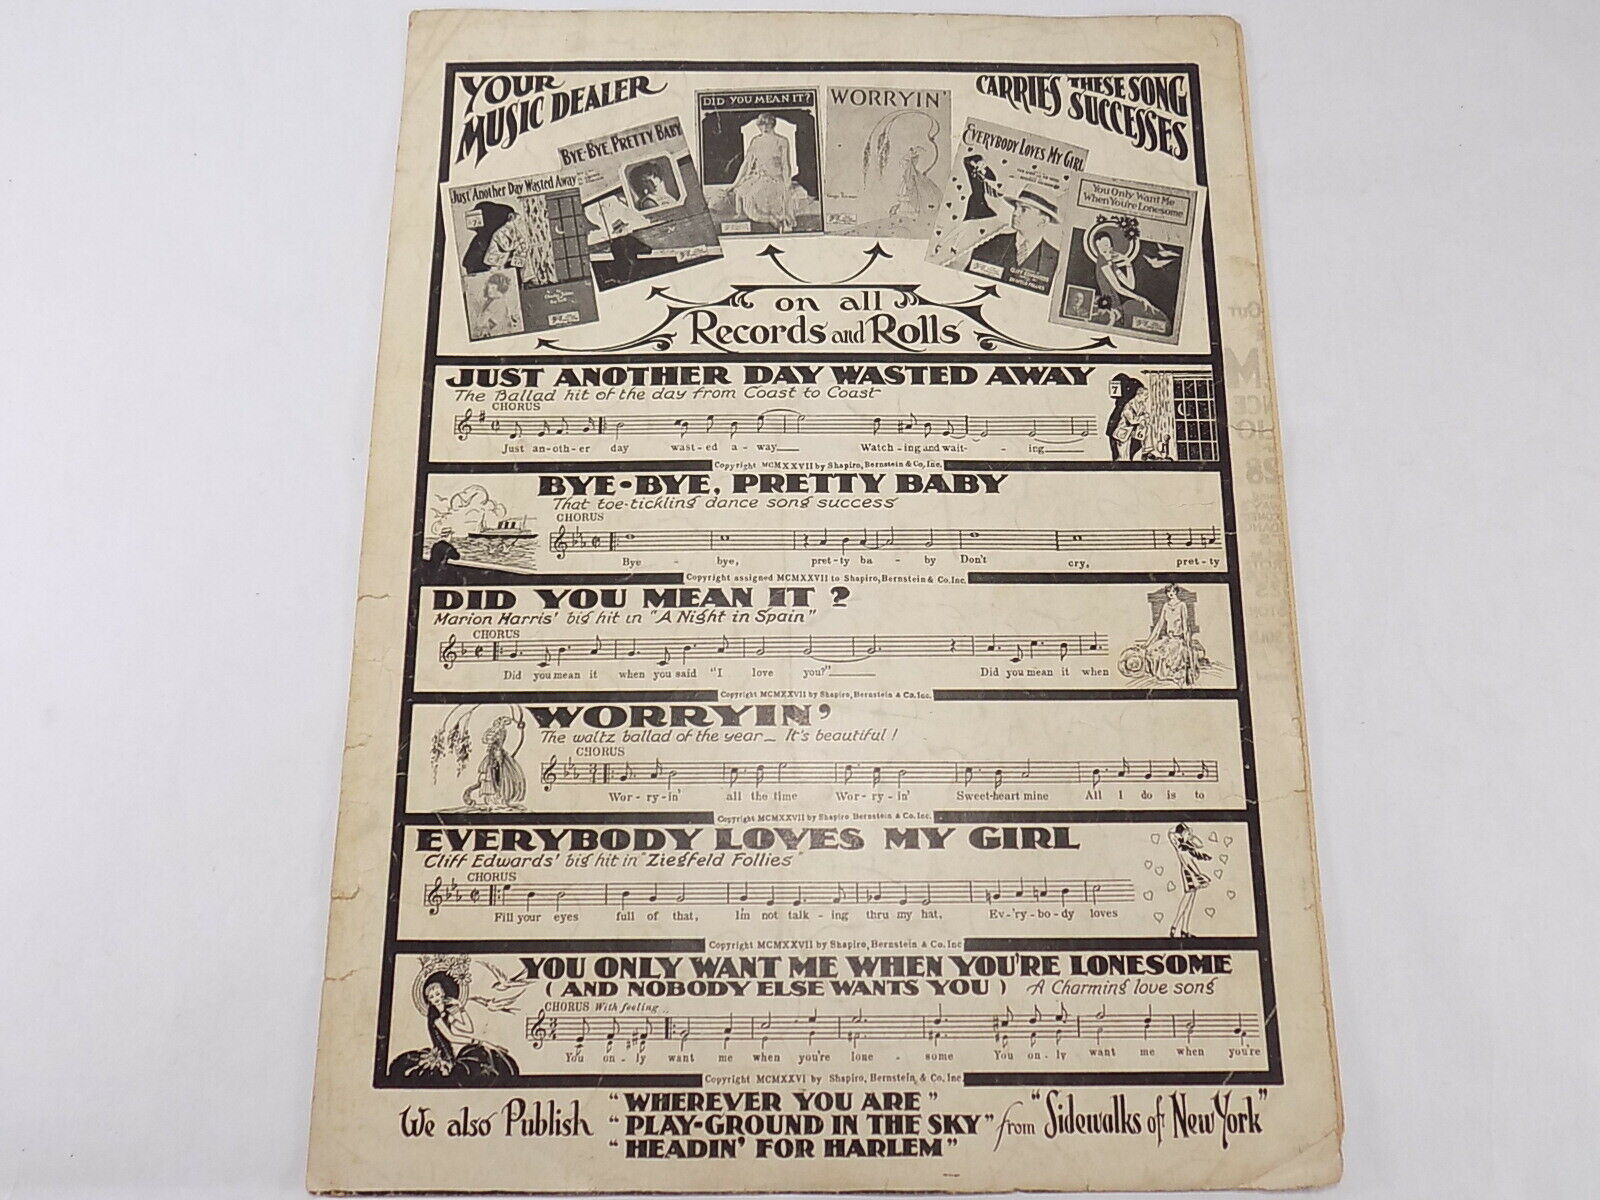 YOUR
MUSIC DEALER
CARRIES THESE SONG
SUCCESSES
Just Another Day Wasted Away
BYE-BYE, PRETTY BABY
DID YOU MEAN IT?
WORRYIN'
EVERYBODY LOVES MY GIRL
You Only Want Me
When You're Lonesome
on all
Records and Rolls
JUST ANOTHER DAY WASTED AWAY
The Ballad hit of the day from Coast to Coast
CHORUS
7
Just an-oth-er day wast-ed a-way Watch-ing and wait-ing
Copyright MCMXXVII by Shapiro, Bernstein & Co. Inc.
BYE-BYE, PRETTY BABY
That toe-tickling dance song success
CHORUS
Bye - bye, pret-ty ba - by Don't cry, pret-ty
Copyright assigned MCMXXVII to Shapiro, Bernstein & Co. Inc.
DID YOU MEAN IT?
Marion Harris' big hit in "A Night in Spain"
CHORUS
Did you mean it when you said "I love you?" Did you mean it when
Copyright MCMXXVII by Shapiro, Bernstein & Co. Inc.
WORRYIN'
The waltz ballad of the year_ It's beautiful!
CHORUS
Wor-ry-in' all the time Wor-ry-in' Sweet-heart mine All I do is to
Copyright MCMXXVII by Shapiro Bernstein & Co. Inc.
EVERYBODY LOVES MY GIRL
Cliff Edwards' big hit in "Ziegfeld Follies"
CHORUS
Fill your eyes full of that, I'm not talk-ing thru my hat, Ev-'ry-bo-dy loves
Copyright MCMXXVII by Shapiro, Bernstein & Co. Inc
YOU ONLY WANT ME WHEN YOU'RE LONESOME
(AND NOBODY ELSE WANTS YOU) A Charming love song
CHORUS With feeling
You on-ly want me when you're lone - some You on-ly want me when you're
Copyright MCMXXVI by Shapiro, Bernstein & Co. Inc.
We also Publish "WHEREVER YOU ARE"
"PLAY-GROUND IN THE SKY" from "Sidewalks of New York"
"HEADIN' FOR HARLEM"